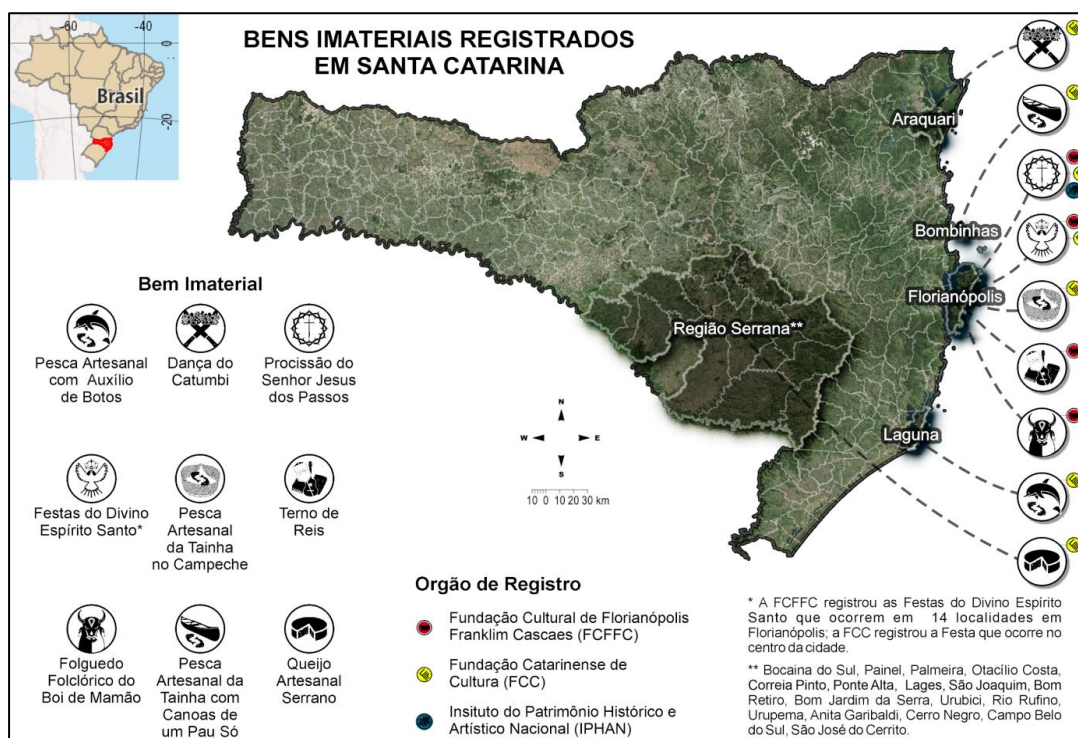 -60
-40
0
Brasil
-20
BENS IMATERIAIS REGISTRADOS
EM SANTA CATARINA
Araquari
Bombinhas
Florianópolis
Região Serrana**
Laguna
Bem Imaterial
Pesca Artesanal
com Auxílio
de Botos
Dança do
Catumbi
Procissão do
Senhor Jesus
dos Passos
Festas do Divino
Espírito Santo*
Pesca
Artesanal
da Tainha
no Campeche
Terno de
Reis
Folguedo
Folclórico do
Boi de Mamão
Pesca
Artesanal da
Tainha com
Canoas de
um Pau Só
Queijo
Artesanal
Serrano
N
W
E
S
10 0 10 20 30 km
Orgão de Registro
Fundação Cultural de Florianópolis
Franklim Cascaes (FCFFC)
Fundação Catarinense de
Cultura (FCC)
Insituto do Patrimônio Histórico e
Artístico Nacional (IPHAN)
* A FCFFC registrou as Festas do Divino Espírito
Santo que ocorrem em 14 localidades em
Florianópolis; a FCC registrou a Festa que ocorre no
centro da cidade.
** Bocaina do Sul, Painel, Palmeira, Otacílio Costa,
Correia Pinto, Ponte Alta, Lages, São Joaquim, Bom
Retiro, Bom Jardim da Serra, Urubici, Rio Rufino,
Urupema, Anita Garibaldi, Cerro Negro, Campo Belo
do Sul, São José do Cerrito.